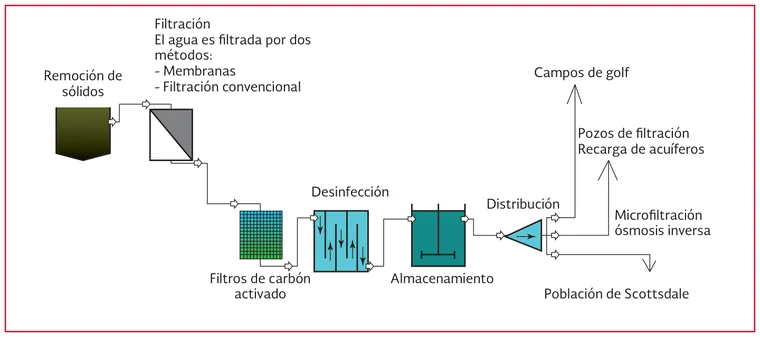 Filtración
El agua es filtrada por dos
métodos:
- Membranas
- Filtración convencional
Remoción de
sólidos
Campos de golf
Pozos de filtración
Recarga de acuíferos
Desinfección
Distribución
Microfiltración
ósmosis inversa
Filtros de carbón
activado
Almacenamiento
Población de Scottsdale